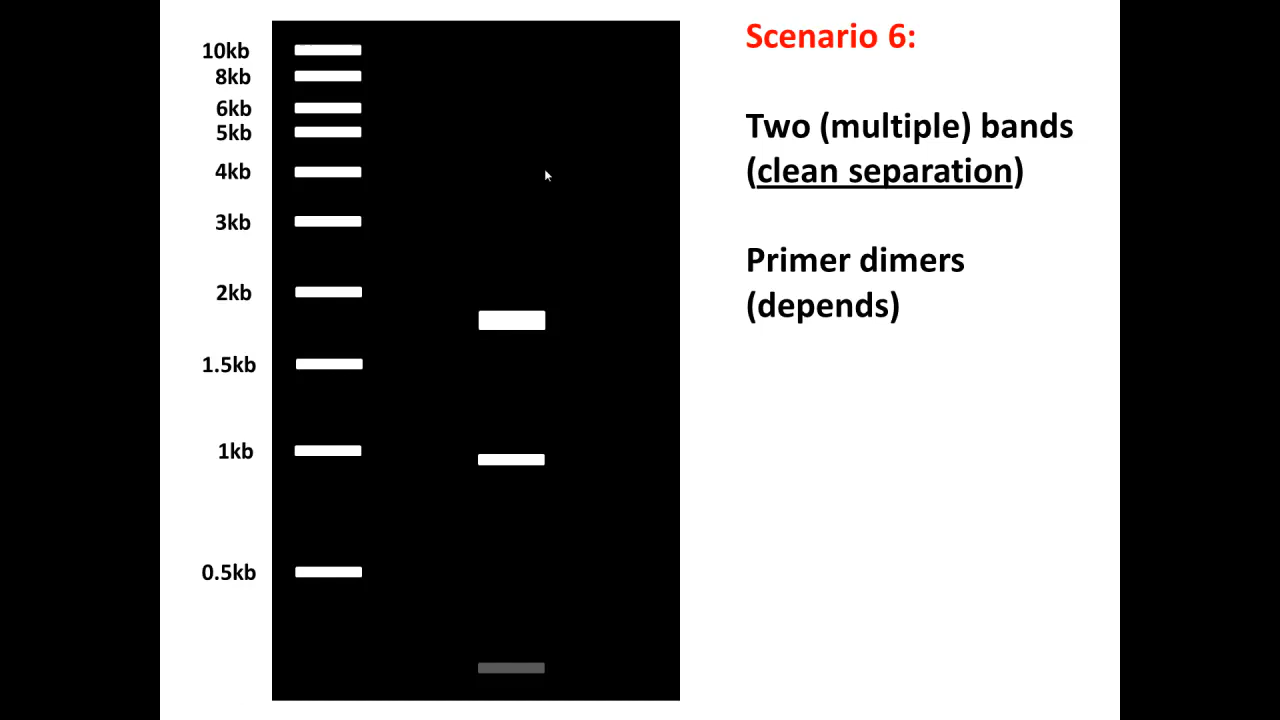 10kb
8kb
6kb
5kb
4kb
3kb
2kb
1.5kb
1kb
0.5kb
Scenario 6:
Two (multiple) bands
(clean separation)
Primer dimers
(depends)